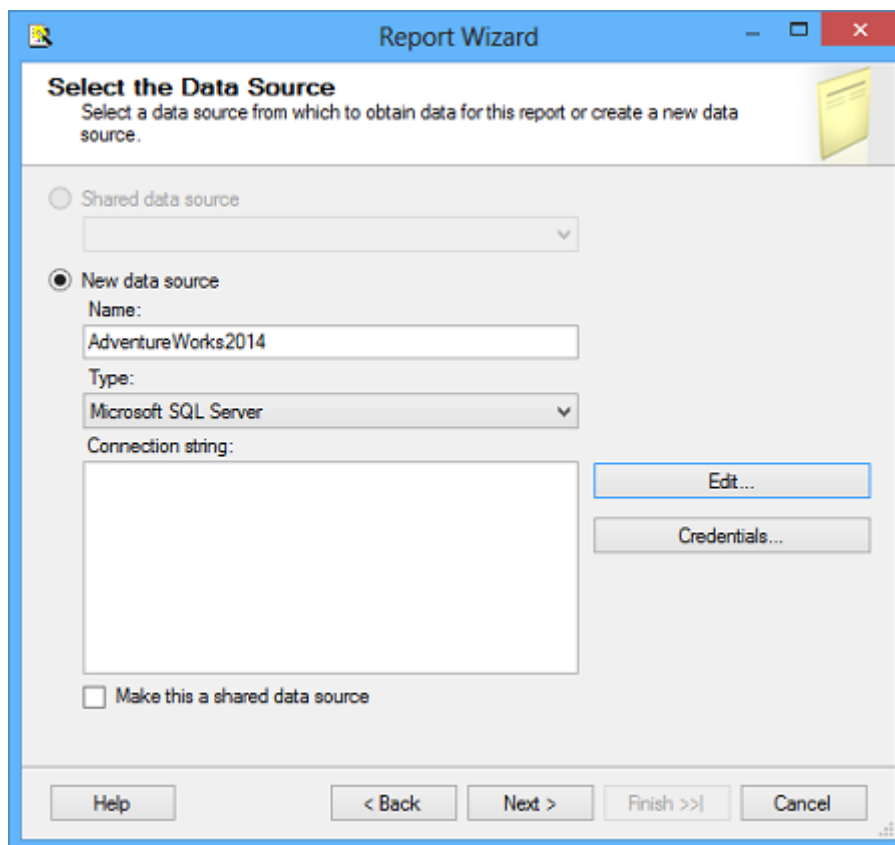 Report Wizard
Select the Data Source
Select a data source from which to obtain data for this report or create a new data
source.
Shared data source
New data source
Name:
AdventureWorks2014
Type:
Microsoft SQL Server
Connection string:
Edit...
Credentials...
Make this a shared data source
Help
< Back
Next >
Finish >>|
Cancel